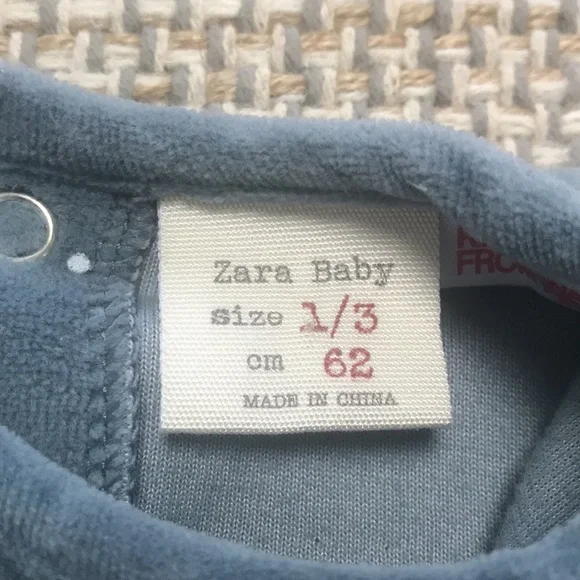 Zara Baby
size 1/3
cm 62
MADE IN CHINA